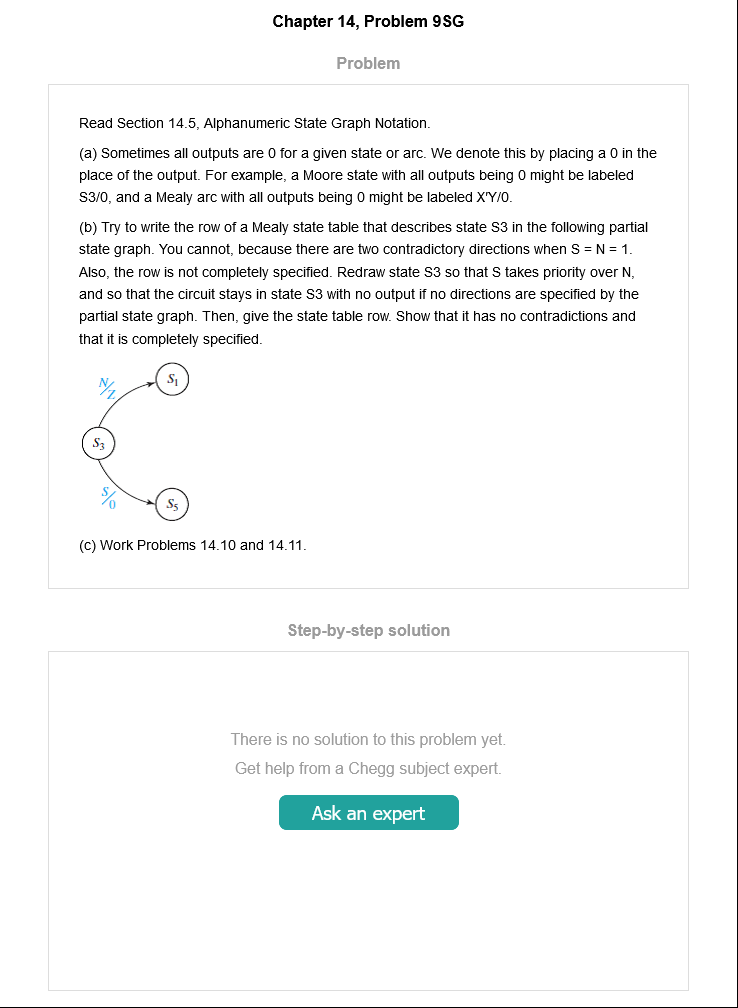 Chapter 14, Problem 9SG
Problem
Read Section 14.5, Alphanumeric State Graph Notation.
(a) Sometimes all outputs are 0 for a given state or arc. We denote this by placing a 0 in the
place of the output. For example, a Moore state with all outputs being 0 might be labeled
S3/0, and a Mealy arc with all outputs being 0 might be labeled X'Y/0.
(b) Try to write the row of a Mealy state table that describes state S3 in the following partial
state graph. You cannot, because there are two contradictory directions when S = N = 1.
Also, the row is not completely specified. Redraw state S3 so that S takes priority over N,
and so that the circuit stays in state S3 with no output if no directions are specified by the
partial state graph. Then, give the state table row. Show that it has no contradictions and
that it is completely specified.
S₁
N/Z
S₃
S/0
S₅
(c) Work Problems 14.10 and 14.11.
Step-by-step solution
There is no solution to this problem yet.
Get help from a Chegg subject expert.
Ask an expert